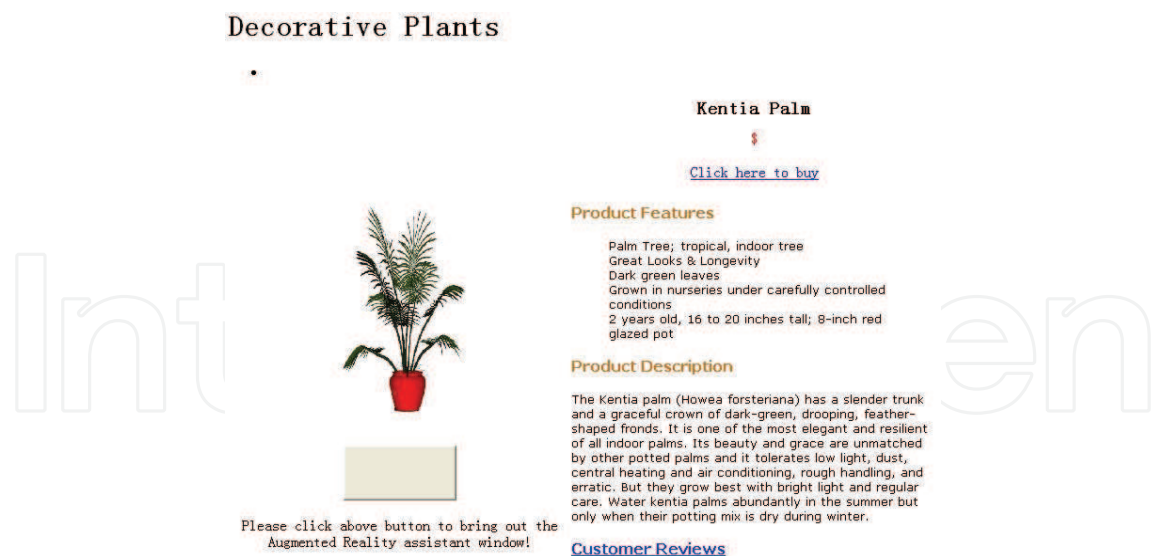 Decorative Plants
•
Kentia Palm
$
Click here to buy
Product Features
Palm Tree; tropical, indoor tree
Great Looks & Longevity
Dark green leaves
Grown in nurseries under carefully controlled
conditions
2 years old, 16 to 20 inches tall; 8-inch red
glazed pot
Product Description
The Kentia palm (Howea forsteriana) has a slender trunk
and a graceful crown of dark-green, drooping, feather-
shaped fronds. It is one of the most elegant and resilient
of all indoor palms. Its beauty and grace are unmatched
by other potted palms and it tolerates low light, dust,
central heating and air conditioning, rough handling, and
erratic. But they grow best with bright light and regular
care. Water kentia palms abundantly in the summer but
only when their potting mix is dry during winter.
Customer Reviews
Please click above button to bring out the
Augmented Reality assistant window!